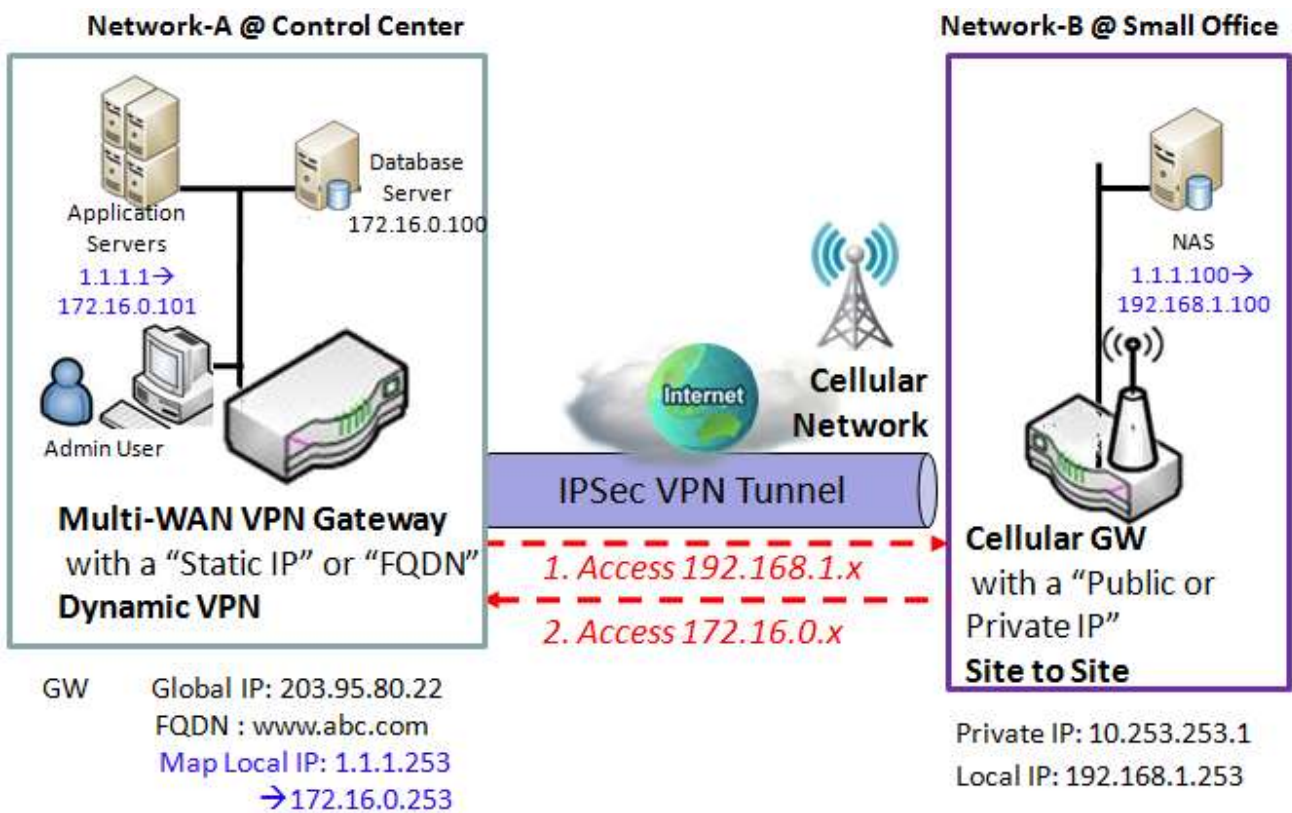 Network-A @ Control Center
Network-B @ Small Office
Application
Servers
1.1.1.1→
172.16.0.101
Database
Server
172.16.0.100
Admin User
Multi-WAN VPN Gateway
with a “Static IP” or “FQDN”
Dynamic VPN
Internet
Cellular
Network
IPSec VPN Tunnel
1. Access 192.168.1.x
2. Access 172.16.0.x
NAS
1.1.1.100→
192.168.1.100
Cellular GW
with a “Public or
Private IP”
Site to Site
GW Global IP: 203.95.80.22
FQDN : www.abc.com
Map Local IP: 1.1.1.253
→172.16.0.253
Private IP: 10.253.253.1
Local IP: 192.168.1.253